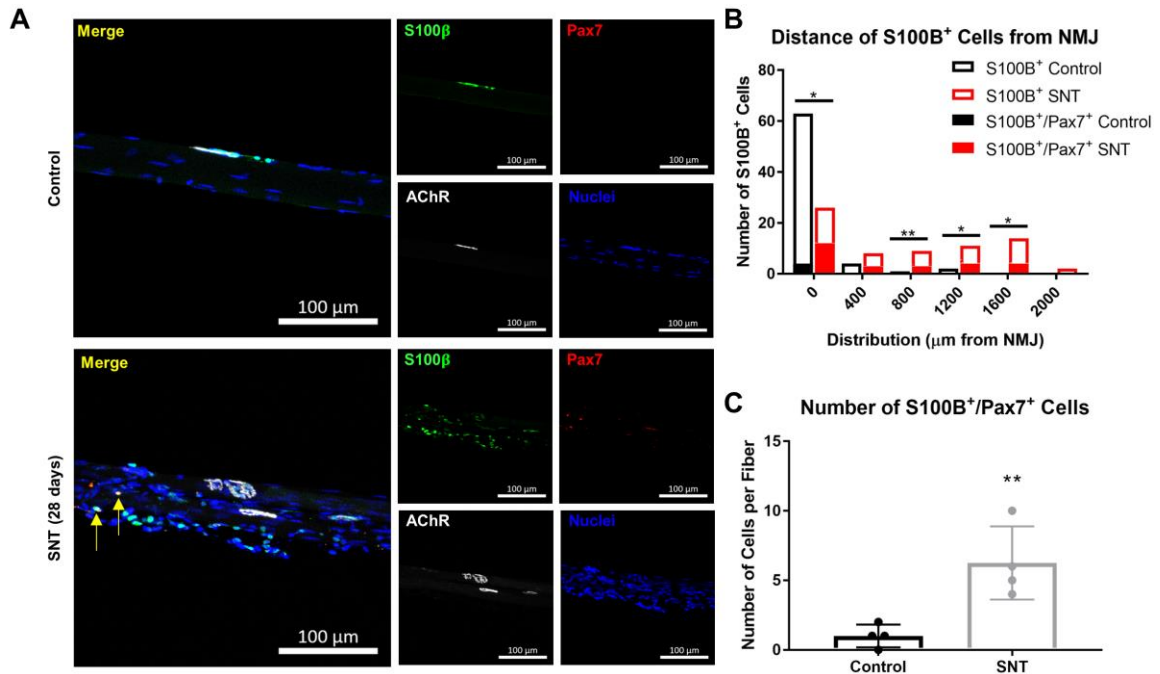 A
Merge
S100β
Pax7
100 µm
100 µm
100 µm
Control
AChR
Nuclei
100 µm
100 µm
Merge
S100β
Pax7
100 µm
100 µm
100 µm
SNT (28 days)
AChR
Nuclei
100 µm
100 µm
B
Distance of S100B⁺ Cells from NMJ
Number of S100B⁺ Cells
80
60
40
20
0
*
**
*
*
S100B⁺ Control
S100B⁺ SNT
S100B⁺/Pax7⁺ Control
S100B⁺/Pax7⁺ SNT
0
400
800
1200
1600
2000
Distribution (µm from NMJ)
C
Number of S100B⁺/Pax7⁺ Cells
Number of Cells per Fiber
15
10
5
0
**
Control
SNT